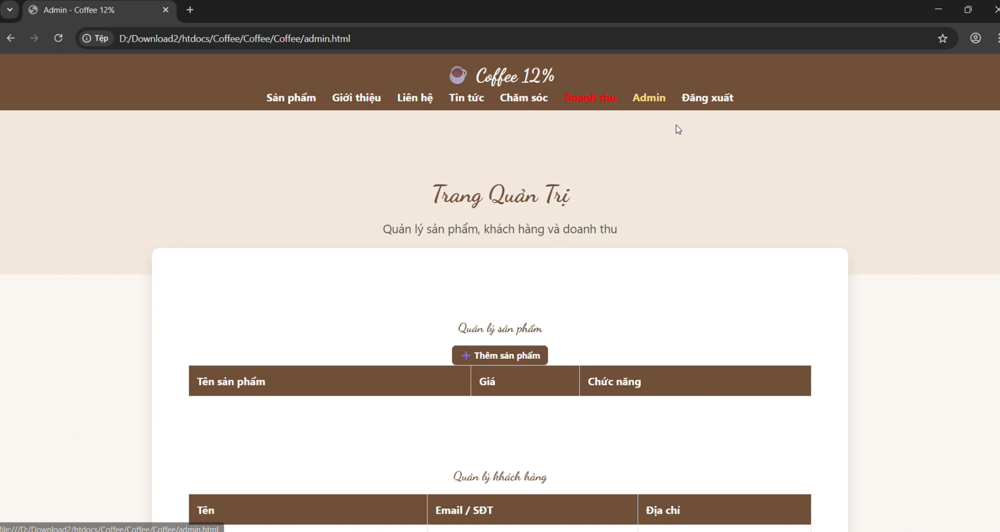 Admin - Coffee 12%
Tệp D:/Download2/htdocs/Coffee/Coffee/Coffee/admin.html
Coffee 12%
Sản phẩm Giới thiệu Liên hệ Tin tức Chăm sóc Doanh thu Admin Đăng xuất
Trang Quản Trị
Quản lý sản phẩm, khách hàng và doanh thu
Quản lý sản phẩm
Thêm sản phẩm
Tên sản phẩm Giá Chức năng
Quản lý khách hàng
Tên Email / SĐT Địa chỉ
file:///D:/Download2/htdocs/Coffee/Coffee/Coffee/admin.html